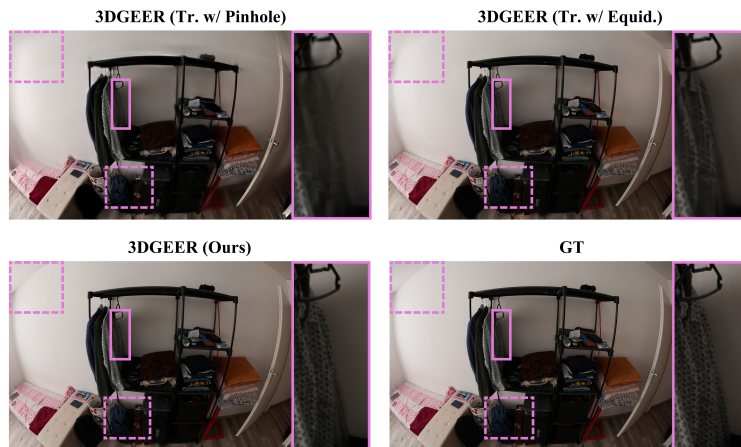 3DGEER (Tr. w/ Pinhole)
3DGEER (Tr. w/ Equid.)
3DGEER (Ours)
GT